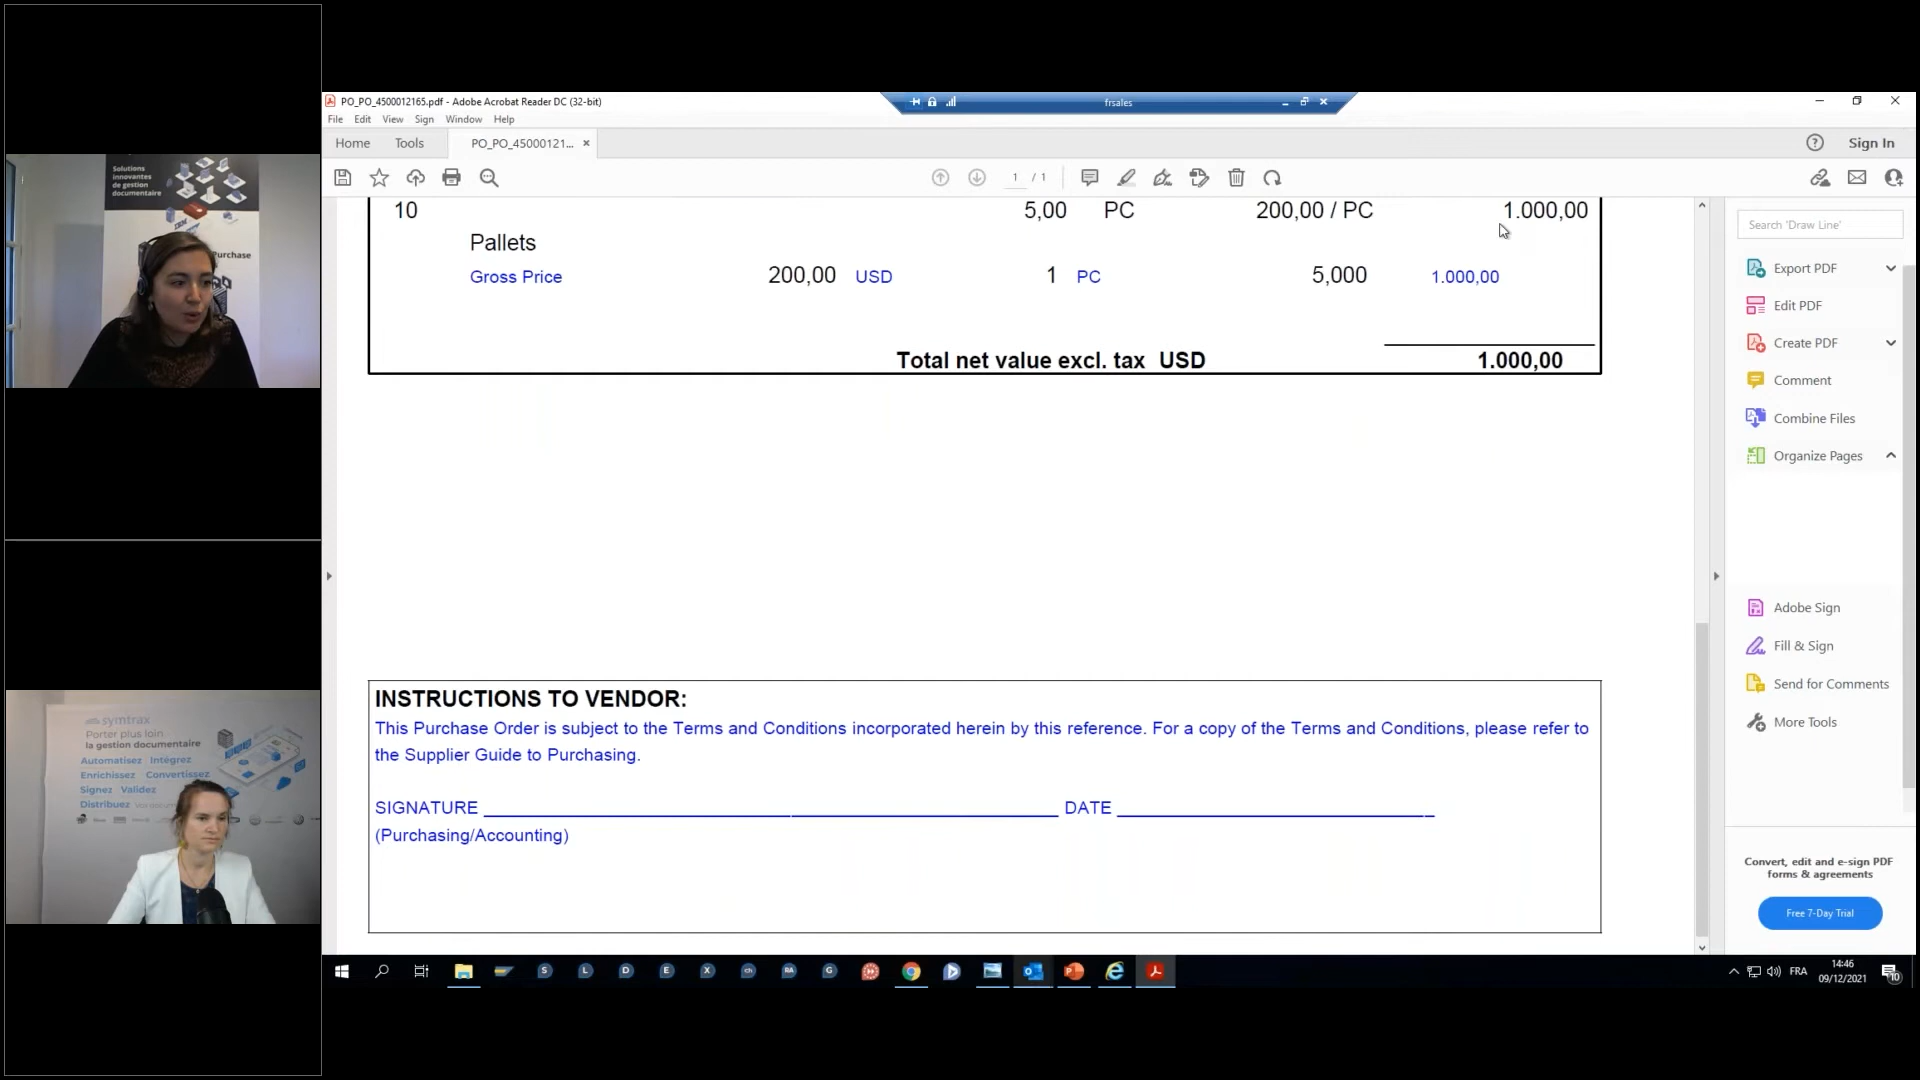 Solutions
innovantes
de gestion
documentaire
Purchase
symtrax
Porter plus loin
la gestion documentaire
Automatisez Intégrez
Enrichissez Convertissez
Signez Validez
Distribuez
PO_PO_4500012165.pdf - Adobe Acrobat Reader DC (32-bit)
frsales
File Edit View Sign Window Help
Home Tools PO_PO_45000121... ×
Sign In
1 / 1
10 5,00 PC 200,00 / PC 1.000,00
Pallets
Gross Price 200,00 USD 1 PC 5,000 1.000,00
Total net value excl. tax USD 1.000,00
INSTRUCTIONS TO VENDOR:
This Purchase Order is subject to the Terms and Conditions incorporated herein by this reference. For a copy of the Terms and Conditions, please refer to
the Supplier Guide to Purchasing.
SIGNATURE DATE
(Purchasing/Accounting)
Search 'Draw Line'
Export PDF
Edit PDF
Create PDF
Comment
Combine Files
Organize Pages
Adobe Sign
Fill & Sign
Send for Comments
More Tools
Convert, edit and e-sign PDF
forms & agreements
Free 7-Day Trial
S L D E X ch RA G
FRA
14:46
09/12/2021
10